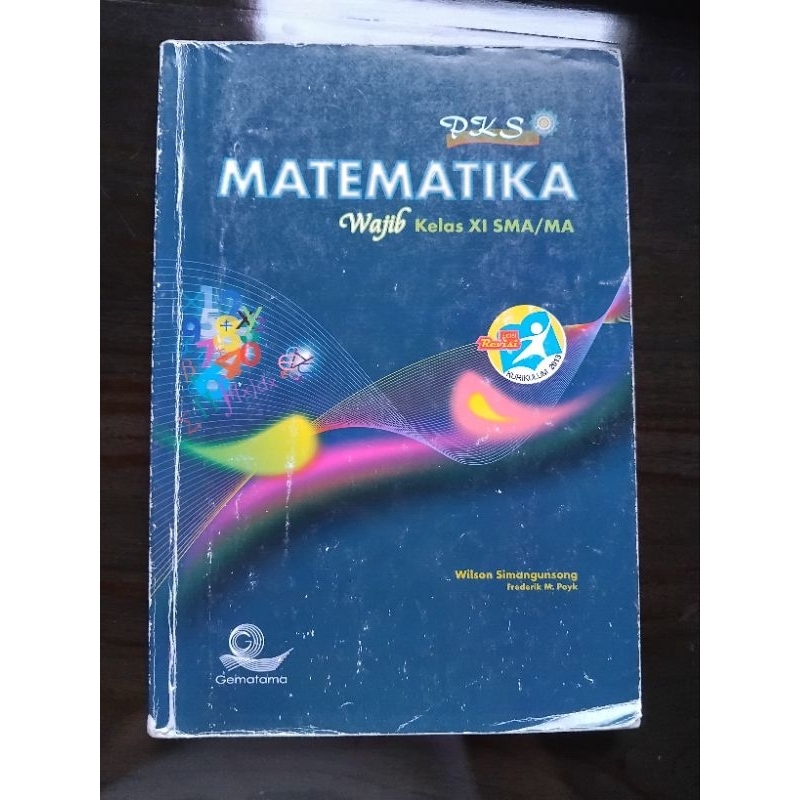 PKS
MATEMATIKA
Wajib Kelas XI SMA/MA
Revisi
KURIKULUM 2013
Wilson Simangunsong
Frederik M. Poyk
G
Gematama